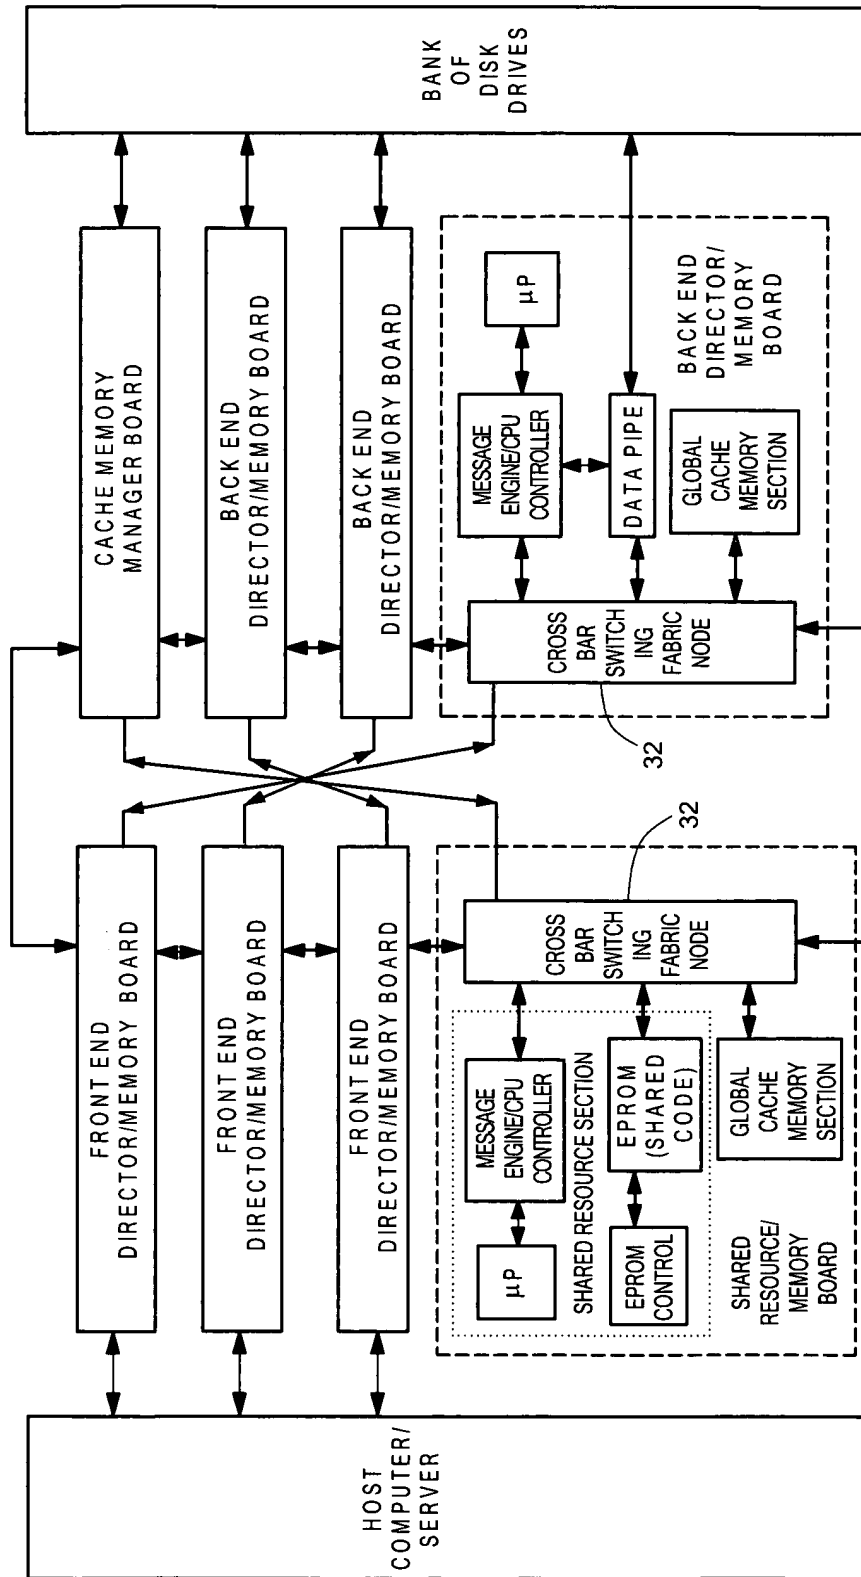 HOST
COMPUTER/
SERVER
FRONT END
DIRECTOR/MEMORY BOARD
FRONT END
DIRECTOR/MEMORY BOARD
FRONT END
DIRECTOR/MEMORY BOARD
CACHE MEMORY
MANAGER BOARD
BACK END
DIRECTOR/MEMORY BOARD
BACK END
DIRECTOR/MEMORY BOARD
BANK
OF
DISK
DRIVES
µP
MESSAGE
ENGINE/CPU
CONTROLLER
SHARED RESOURCE SECTION
EPROM
CONTROL
EPROM
(SHARED
CODE)
SHARED
RESOURCE/
MEMORY
BOARD
GLOBAL
CACHE
MEMORY
SECTION
CROSS
BAR
SWITCH
ING
FABRIC
NODE
32
32
CROSS
BAR
SWITCH
ING
FABRIC
NODE
MESSAGE
ENGINE/CPU
CONTROLLER
µP
DATA PIPE
GLOBAL
CACHE
MEMORY
SECTION
BACK END
DIRECTOR/
MEMORY
BOARD